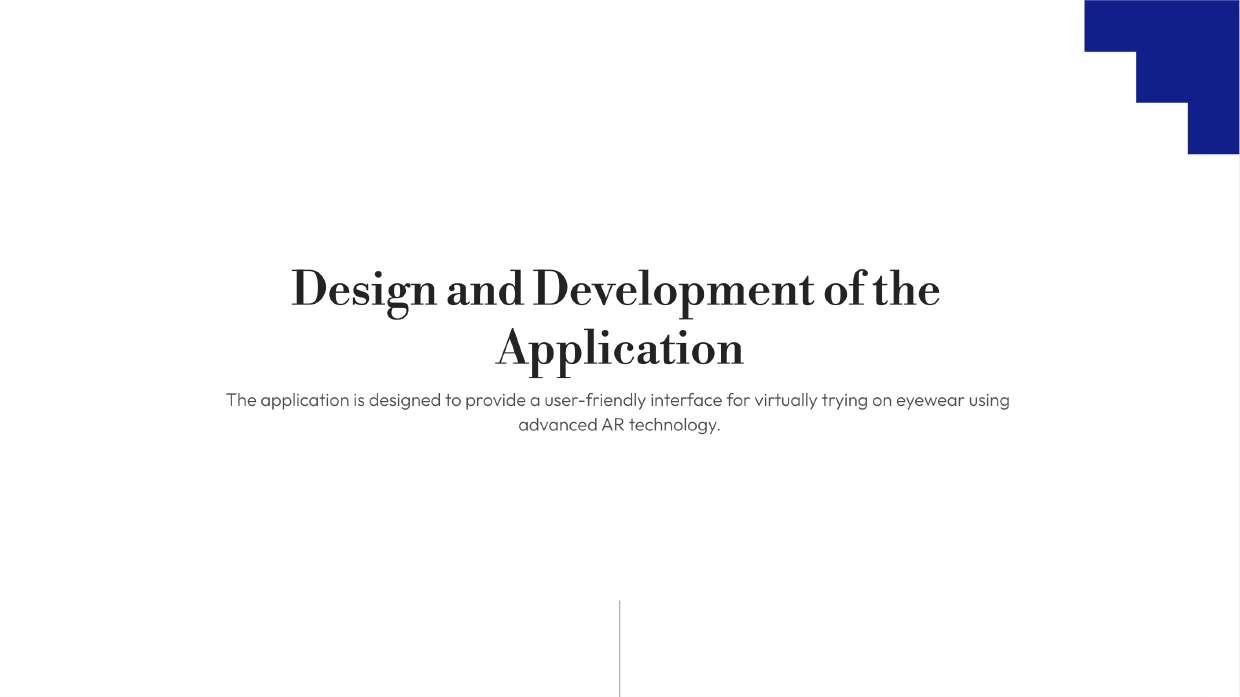 Design and Development of the
Application
The application is designed to provide a user-friendly interface for virtually trying on eyewear using
advanced AR technology.